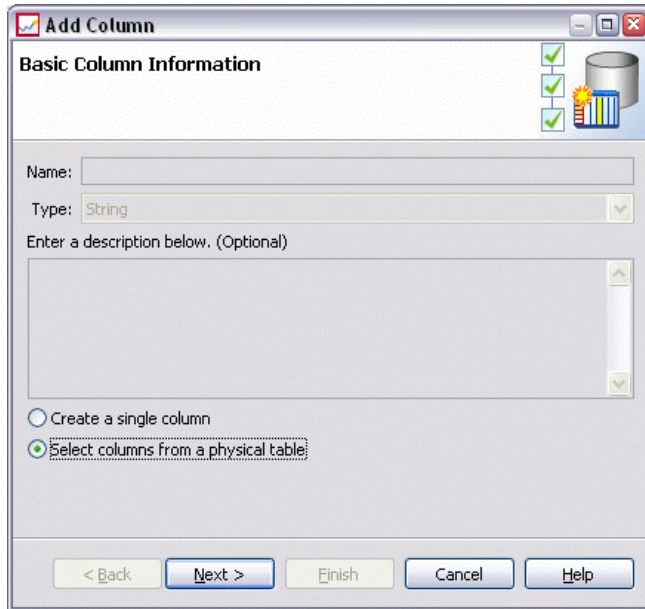 Add Column
Basic Column Information
Name:
Type: String
Enter a description below. (Optional)
Create a single column
Select columns from a physical table
< Back Next > Finish Cancel Help